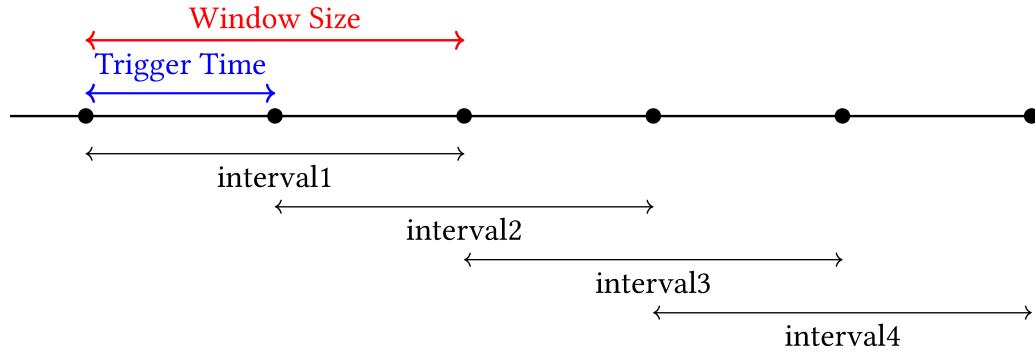 Window Size
Trigger Time
interval1
interval2
interval3
interval4